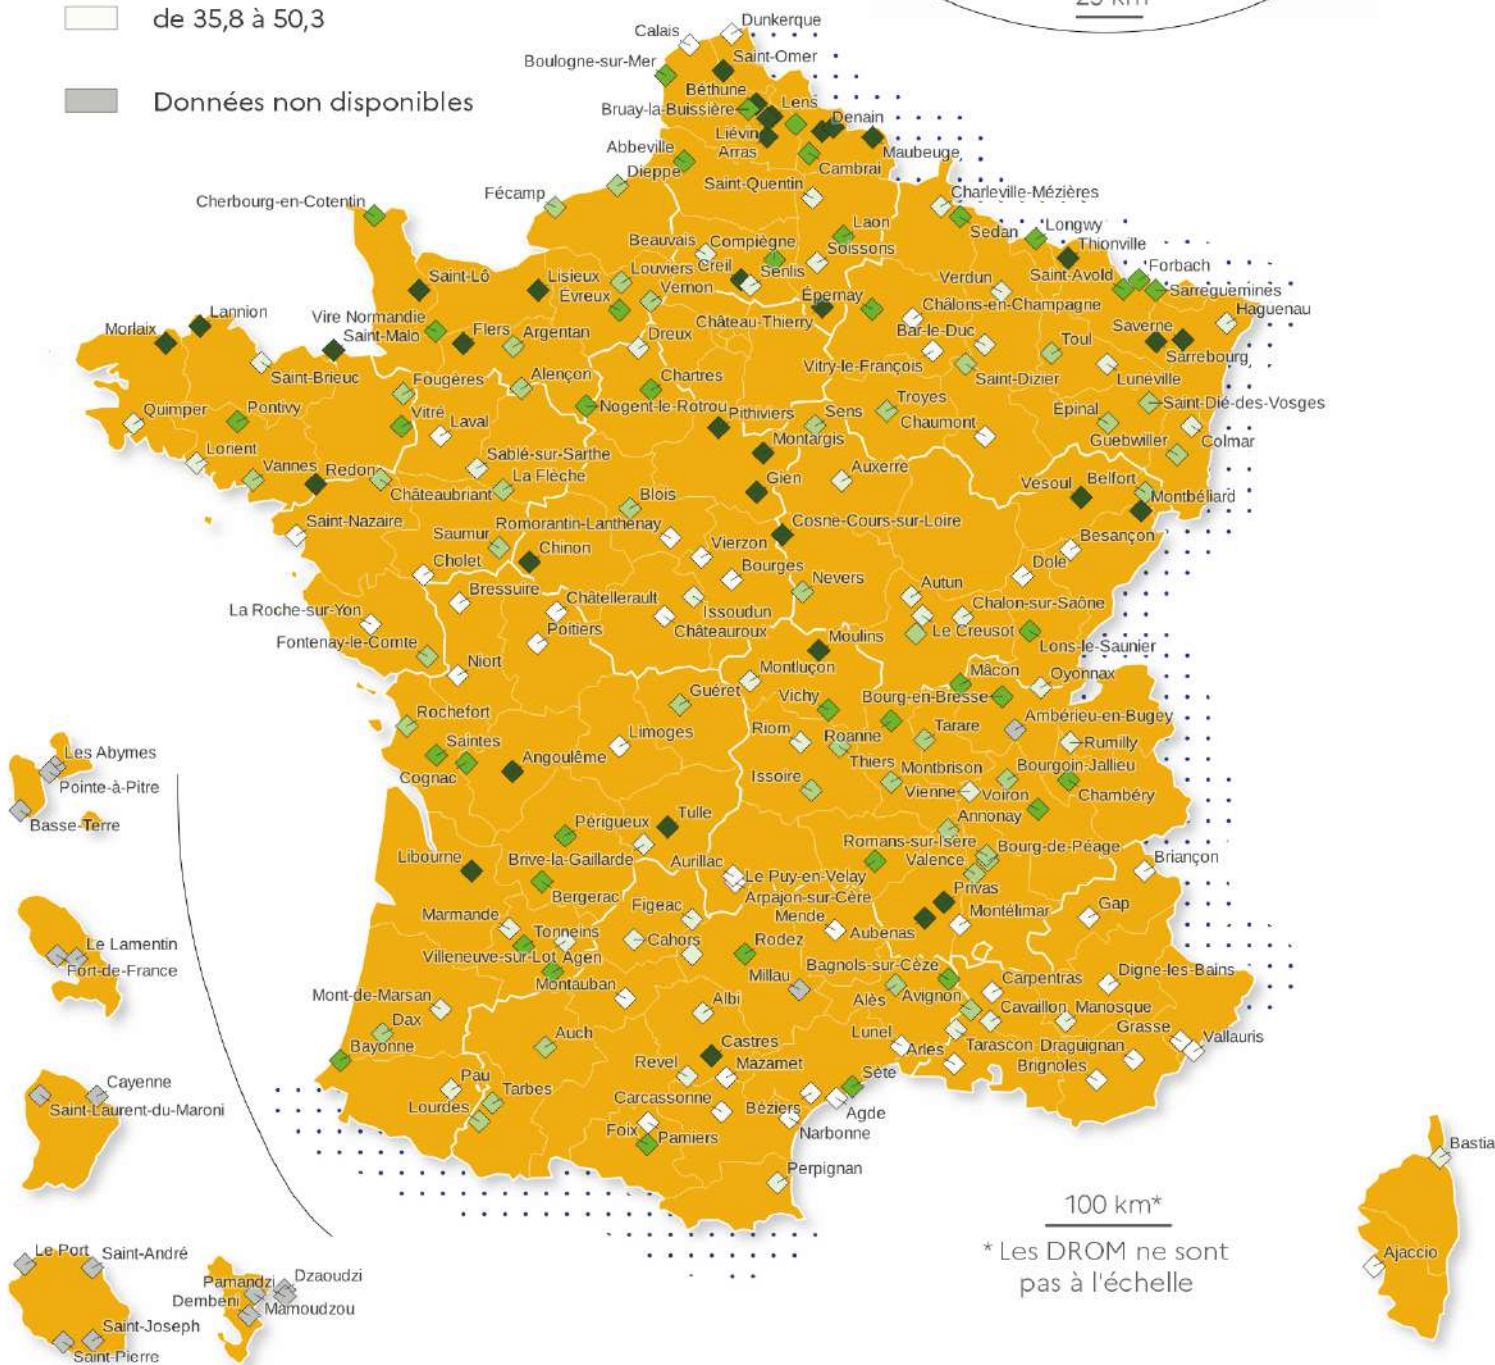 25 km
de 35,8 à 50,3
Données non disponibles
Dunkerque
Calais
Saint-Omer
Boulogne-sur-Mer
Béthune
Lens
Bruay-la-Buissière
Denain
Liévin
Arras
Maubeuge
Abbeville
Cambrai
Dieppe
Saint-Quentin
Charleville-Mézières
Fécamp
Cherbourg-en-Cotentin
Laon
Sedan
Longwy
Beauvais
Compiègne
Soissons
Thionville
Saint-Lô
Lisieux
Louviers
Creil
Senlis
Verdun
Saint-Avold
Forbach
Évreux
Vernon
Épernay
Châlons-en-Champagne
Sarreguemines
Haguenau
Lannion
Vire Normandie
Morlaix
Saint-Malo
Flers
Argentan
Dreux
Château-Thierry
Bar-le-Duc
Toul
Saverne
Sarrebourg
Saint-Brieuc
Fougères
Alençon
Chartres
Vitry-le-François
Saint-Dizier
Lunéville
Quimper
Pontivy
Vitré
Laval
Nogent-le-Rotrou
Pithiviers
Sens
Troyes
Épinal
Saint-Dié-des-Vosges
Chaumont
Guebwiller
Colmar
Lorient
Montargis
Vannes
Redon
Sablé-sur-Sarthe
La Flèche
Auxerre
Châteaubriant
Gien
Vesoul
Belfort
Montbéliard
Blois
Saint-Nazaire
Romorantin-Lanthenay
Cosne-Cours-sur-Loire
Saumur
Chinon
Vierzon
Besançon
Cholet
Bourges
Dole
Bressuire
Châtellerault
Nevers
Autun
La Roche-sur-Yon
Issoudun
Chalon-sur-Saône
Poitiers
Châteauroux
Moulins
Le Creusot
Fontenay-le-Comte
Lons-le-Saunier
Niort
Montluçon
Mâcon
Oyonnax
Guéret
Vichy
Bourg-en-Bresse
Rochefort
Ambérieu-en-Bugey
Riom
Roanne
Tarare
Saintes
Limoges
Rumilly
Les Abymes
Angoulême
Thiers
Cognac
Issoire
Montbrison
Bourgoin-Jallieu
Pointe-à-Pitre
Vienne
Voiron
Chambéry
Basse-Terre
Périgueux
Tulle
Annonay
Romans-sur-Isère
Bourg-de-Péage
Libourne
Brive-la-Gaillarde
Aurillac
Valence
Briançon
Le Puy-en-Velay
Bergerac
Arpajon-sur-Cère
Privas
Figeac
Montélimar
Gap
Marmande
Mende
Aubenas
Tonneins
Cahors
Rodez
Le Lamentin
Villeneuve-sur-Lot
Agen
Bagnols-sur-Cèze
Fort-de-France
Millau
Carpentras
Digne-les-Bains
Montauban
Mont-de-Marsan
Albi
Alès
Avignon
Cavaillon
Manosque
Dax
Auch
Lunel
Grasse
Vallauris
Bayonne
Castres
Arles
Tarascon
Draguignan
Revel
Mazamet
Sète
Brignoles
Cayenne
Pau
Tarbes
Carcassonne
Béziers
Agde
Saint-Laurent-du-Maroni
Lourdes
Foix
Pamiers
Narbonne
Bastia
Perpignan
100 km*
* Les DROM ne sont
pas à l'échelle
Ajaccio
Le Port
Saint-André
Pamandzi
Dzaoudzi
Dembeni
Mamoudzou
Saint-Joseph
Saint-Pierre